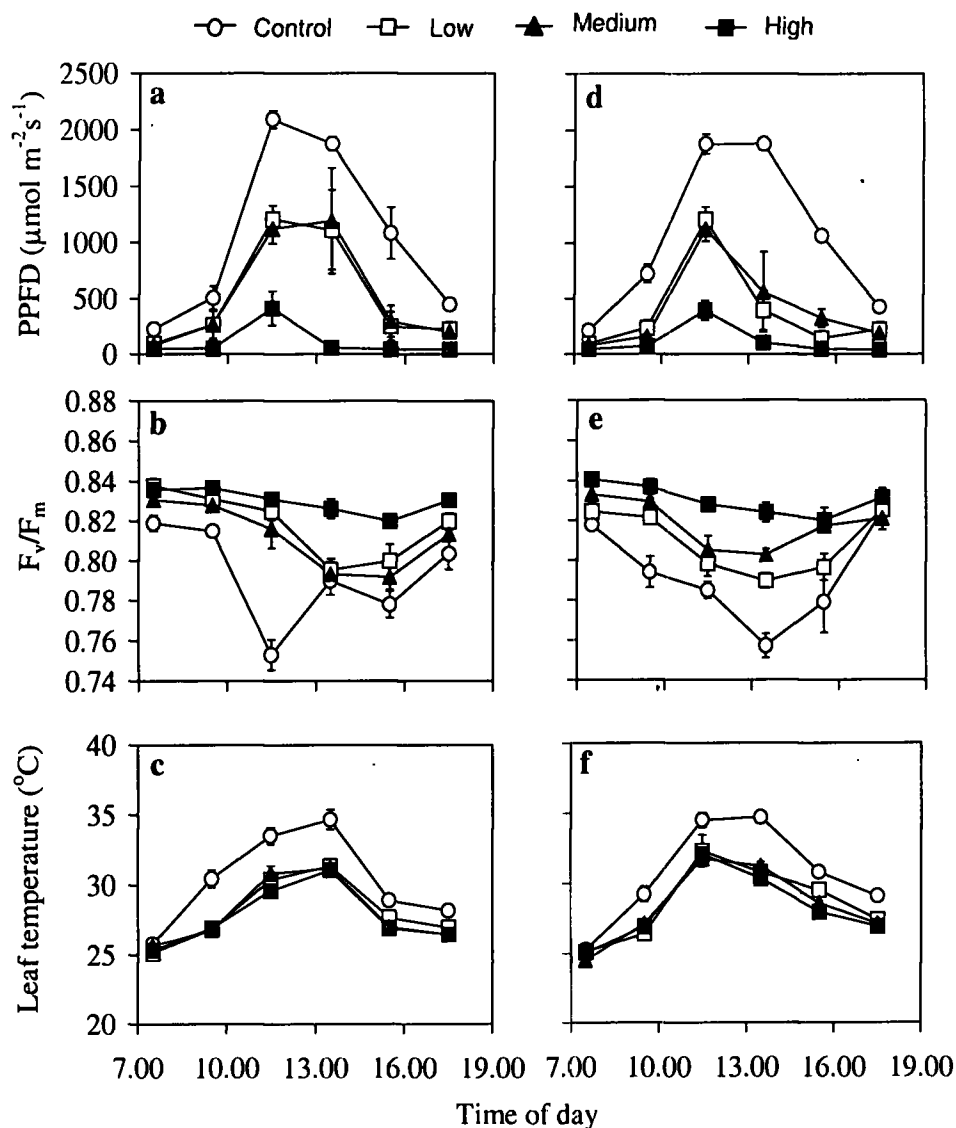 Control Low Medium High
a d
2500
2000
1500
1000
500
0
PPFD (µmol m⁻²s⁻¹)
b e
0.88
0.86
0.84
0.82
0.80
0.78
0.76
0.74
Fv/Fm
c f
40
35
30
25
20
Leaf temperature (°C)
7.00 10.00 13.00 16.00 19.00 7.00 10.00 13.00 16.00 19.00
Time of day